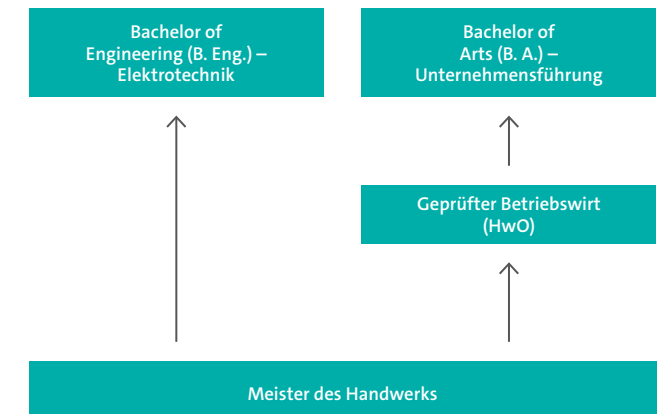 Bachelor of
Engineering (B. Eng.) –
Elektrotechnik
Bachelor of
Arts (B. A.) –
Unternehmensführung
Geprüfter Betriebswirt
(HwO)
Meister des Handwerks